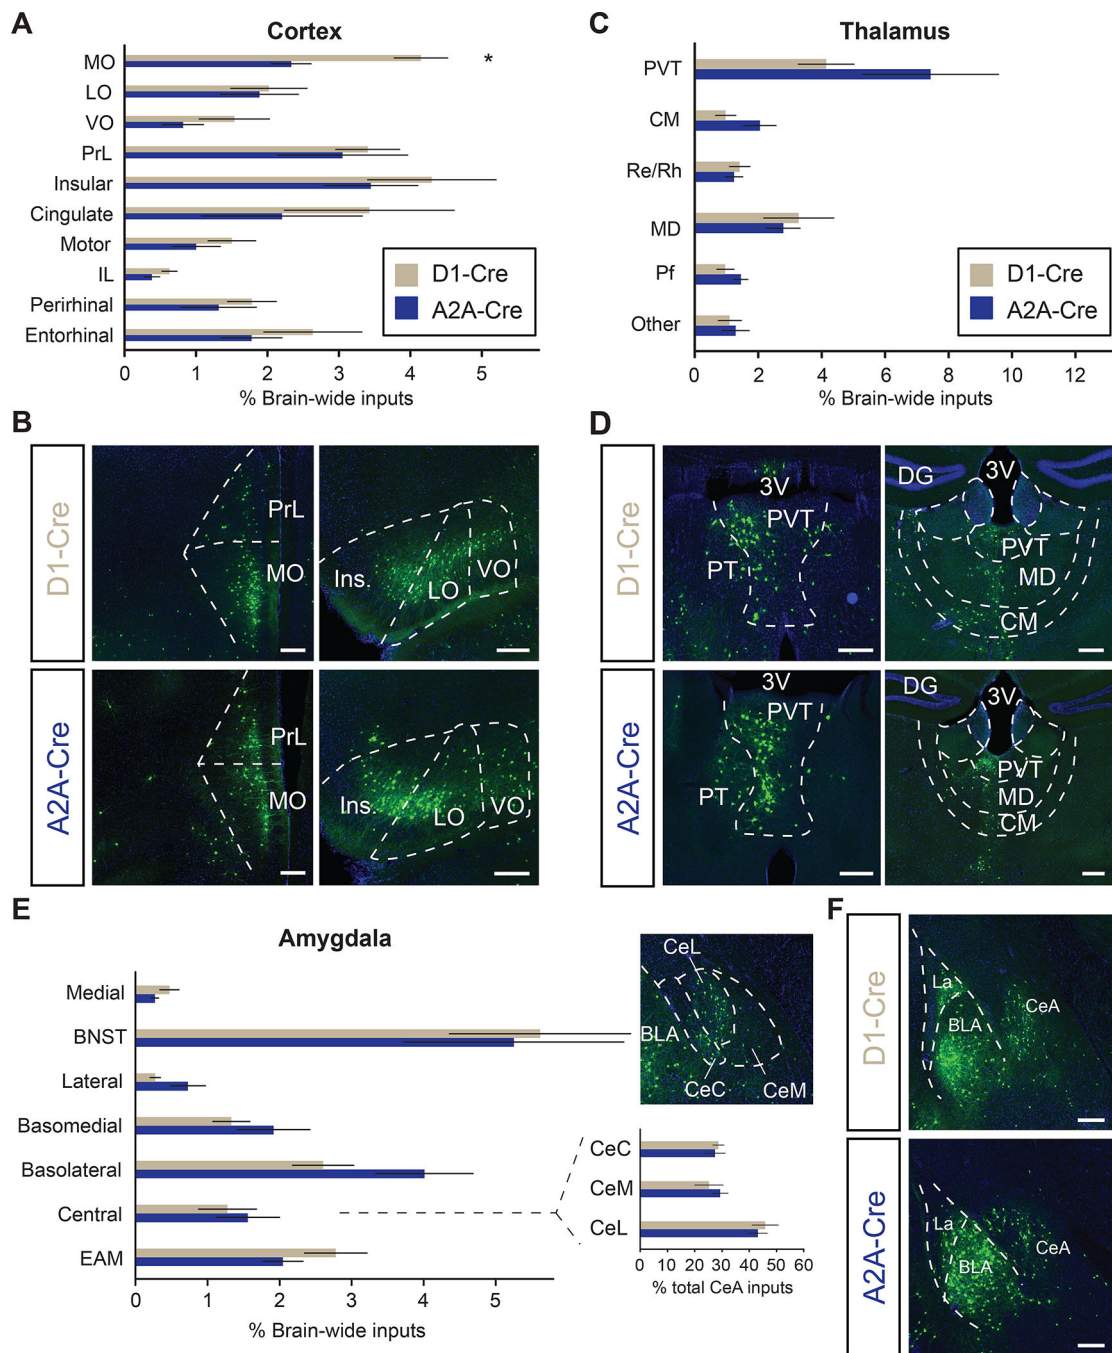 A
Cortex
MO
*
LO
VO
PrL
Insular
Cingulate
Motor
IL
Perirhinal
Entorhinal
D1-Cre
A2A-Cre
0 1 2 3 4 5
% Brain-wide inputs
C
Thalamus
PVT
CM
Re/Rh
MD
Pf
Other
D1-Cre
A2A-Cre
0 2 4 6 8 10 12
% Brain-wide inputs
B
D1-Cre
PrL
MO
Ins.
LO
VO
A2A-Cre
PrL
MO
Ins.
LO
VO
D
D1-Cre
3V
PVT
PT
DG
3V
PVT
MD
CM
A2A-Cre
3V
PVT
PT
DG
3V
PVT
MD
CM
E
Amygdala
Medial
BNST
Lateral
Basomedial
Basolateral
Central
EAM
0 1 2 3 4 5
% Brain-wide inputs
CeL
BLA
CeC
CeM
CeC
CeM
CeL
0 10 20 30 40 50 60
% total CeA inputs
F
D1-Cre
La
BLA
CeA
A2A-Cre
La
BLA
CeA